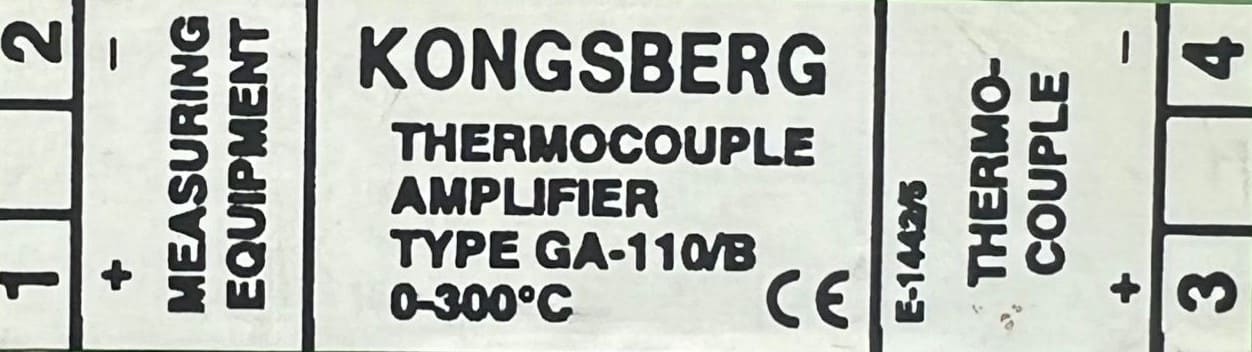 1
2
+
-
MEASURING
EQUIPMENT
KONGSBERG
THERMOCOUPLE
AMPLIFIER
TYPE GA-110/B
0-300°C
CE
E-1442/5
THERMO-
COUPLE
+
-
3
4